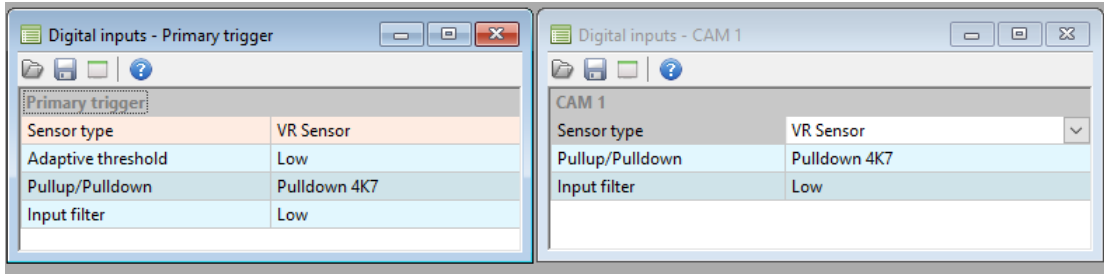 Digital inputs - Primary trigger
Primary trigger
Sensor type VR Sensor
Adaptive threshold Low
Pullup/Pulldown Pulldown 4K7
Input filter Low
Digital inputs - CAM 1
CAM 1
Sensor type VR Sensor
Pullup/Pulldown Pulldown 4K7
Input filter Low